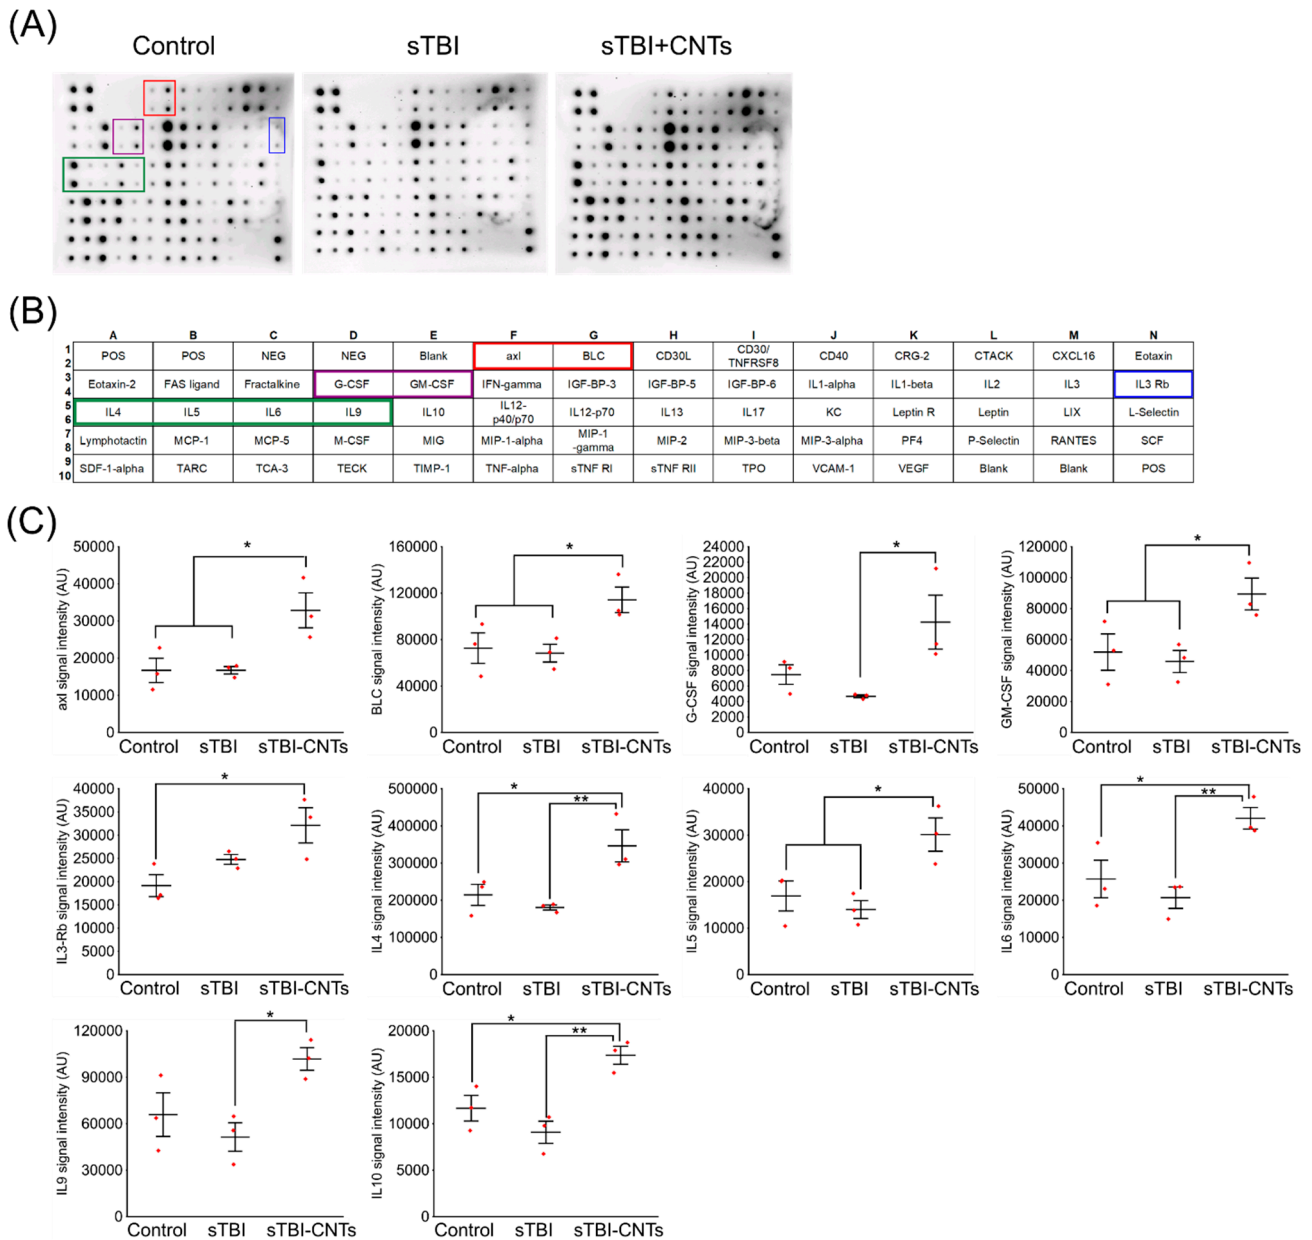 (A)
Control sTBI sTBI+CNTs
(B)
A B C D E F G H I J K L M N
1 2 POS POS NEG NEG Blank axl BLC CD30L CD30/ TNFRSF8 CD40 CRG-2 CTACK CXCL16 Eotaxin
3 4 Eotaxin-2 FAS ligand Fractalkine G-CSF GM-CSF IFN-gamma IGF-BP-3 IGF-BP-5 IGF-BP-6 IL1-alpha IL1-beta IL2 IL3 IL3 Rb
5 6 IL4 IL5 IL6 IL9 IL10 IL12- p40/p70 IL12-p70 IL13 IL17 KC Leptin R Leptin LIX L-Selectin
7 8 Lymphotactin MCP-1 MCP-5 M-CSF MIG MIP-1-alpha MIP-1 -gamma MIP-2 MIP-3-beta MIP-3-alpha PF4 P-Selectin RANTES SCF
9 10 SDF-1-alpha TARC TCA-3 TECK TIMP-1 TNF-alpha sTNF RI sTNF RII TPO VCAM-1 VEGF Blank Blank POS
(C)
axl signal intensity (AU)
50000
40000
30000
20000
10000
0
*
Control sTBI sTBI-CNTs
BLC signal intensity (AU)
160000
120000
80000
40000
0
*
Control sTBI sTBI-CNTs
G-CSF signal intensity (AU)
24000
22000
20000
18000
16000
14000
12000
10000
8000
6000
4000
2000
0
*
Control sTBI sTBI-CNTs
GM-CSF signal intensity (AU)
120000
100000
80000
60000
40000
20000
0
*
Control sTBI sTBI-CNTs
IL3-Rb signal intensity (AU)
40000
35000
30000
25000
20000
15000
10000
5000
0
*
Control sTBI sTBI-CNTs
IL4 signal intensity (AU)
500000
400000
300000
200000
100000
0
*
**
Control sTBI sTBI-CNTs
IL5 signal intensity (AU)
40000
30000
20000
10000
0
*
Control sTBI sTBI-CNTs
IL6 signal intensity (AU)
50000
40000
30000
20000
10000
0
*
**
Control sTBI sTBI-CNTs
IL9 signal intensity (AU)
120000
90000
60000
30000
0
*
Control sTBI sTBI-CNTs
IL10 signal intensity (AU)
20000
15000
10000
5000
0
*
**
Control sTBI sTBI-CNTs